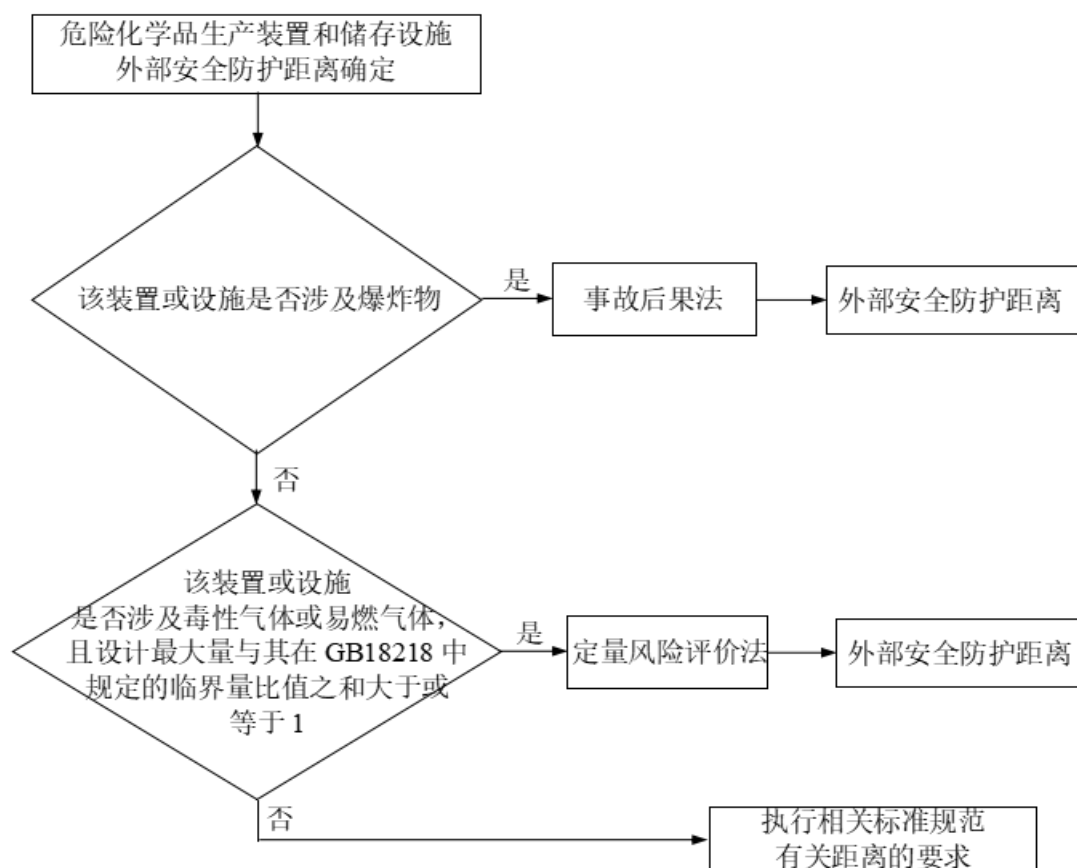 危险化学品生产装置和储存设施
外部安全防护距离确定
该装置或设施是否涉及爆炸物
是
事故后果法
外部安全防护距离
否
该装置或设施
是否涉及毒性气体或易燃气体，
且设计最大量与其在 GB18218 中
规定的临界量比值之和大于或
等于 1
是
定量风险评价法
外部安全防护距离
否
执行相关标准规范
有关距离的要求